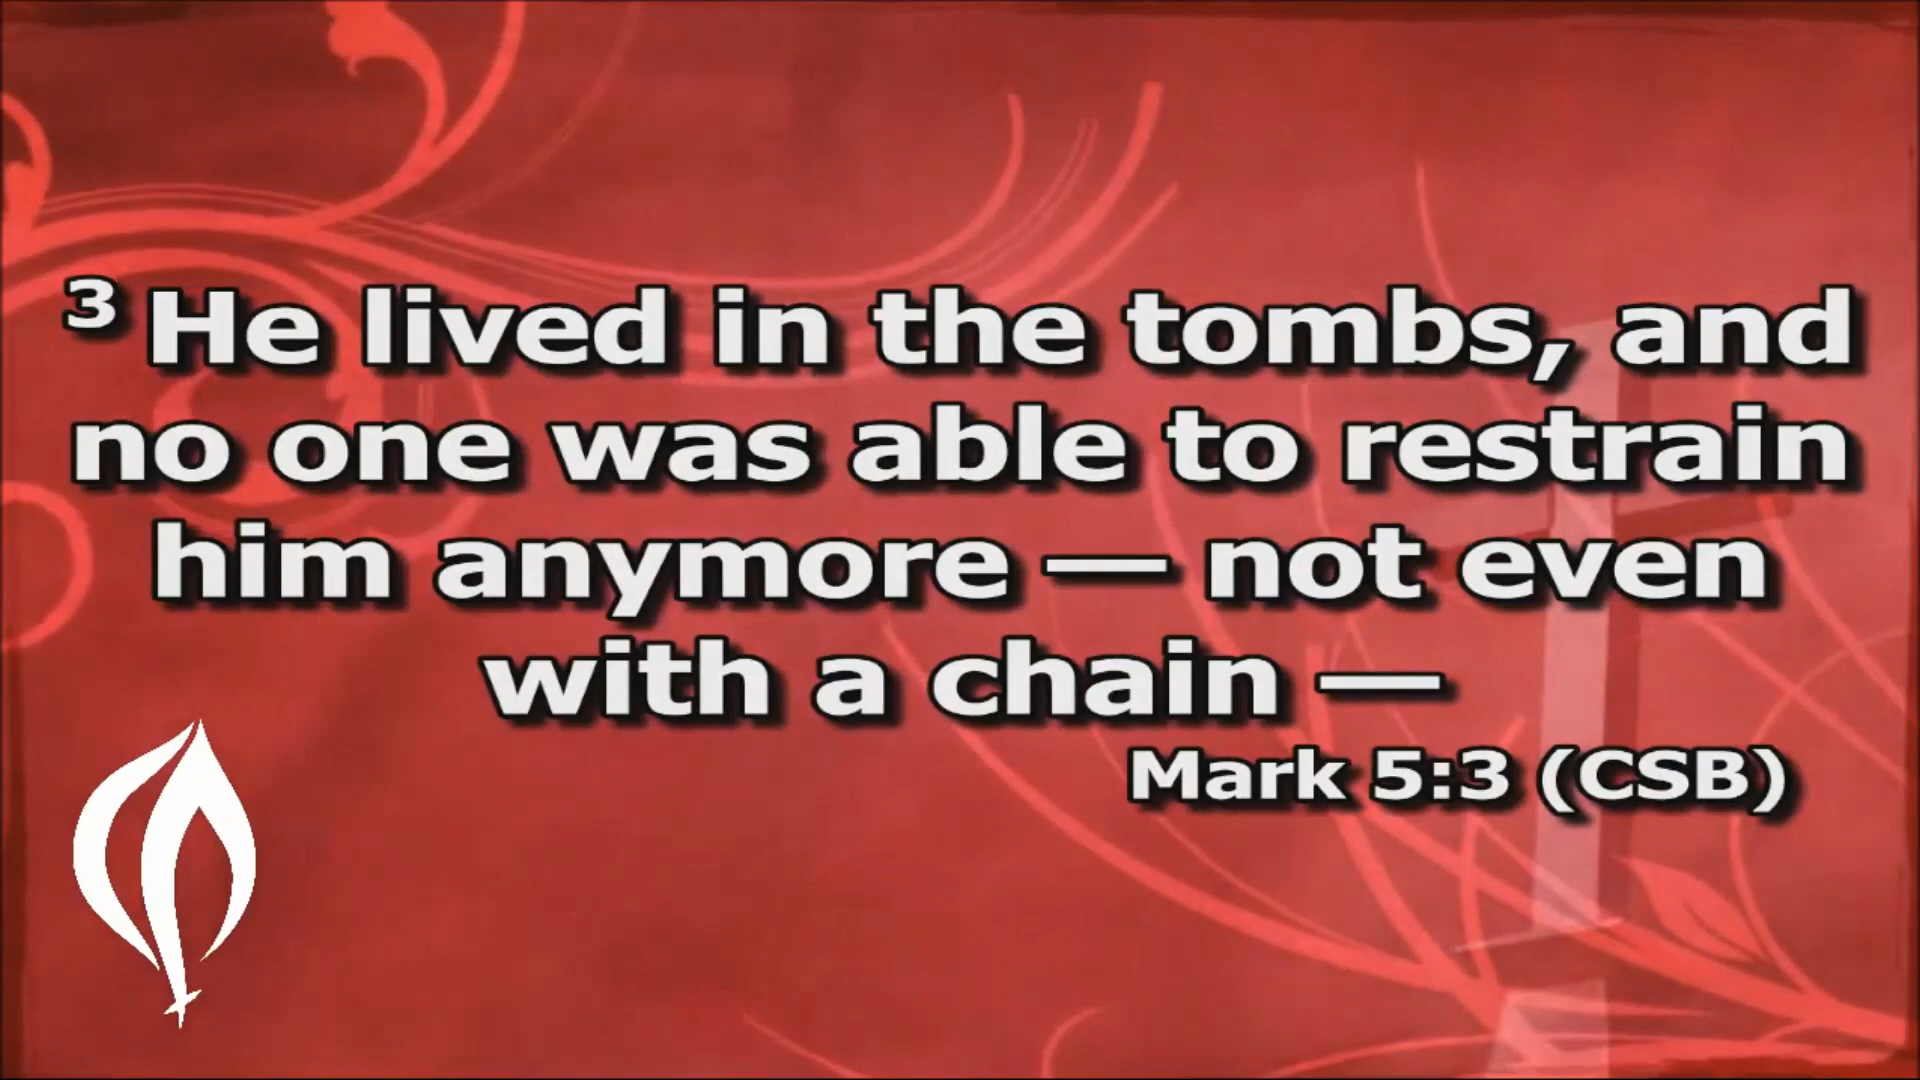 ³ He lived in the tombs, and
no one was able to restrain
him anymore — not even
with a chain —
Mark 5:3 (CSB)